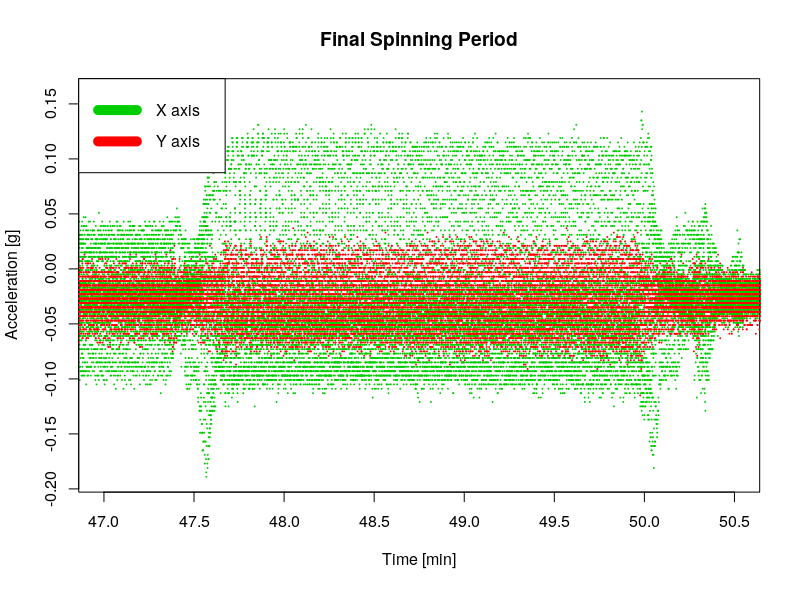 Final Spinning Period
X axis
Y axis
Acceleration [g]
0.15
0.10
0.05
0.00
-0.05
-0.10
-0.15
-0.20
47.0 47.5 48.0 48.5 49.0 49.5 50.0 50.5
Time [min]